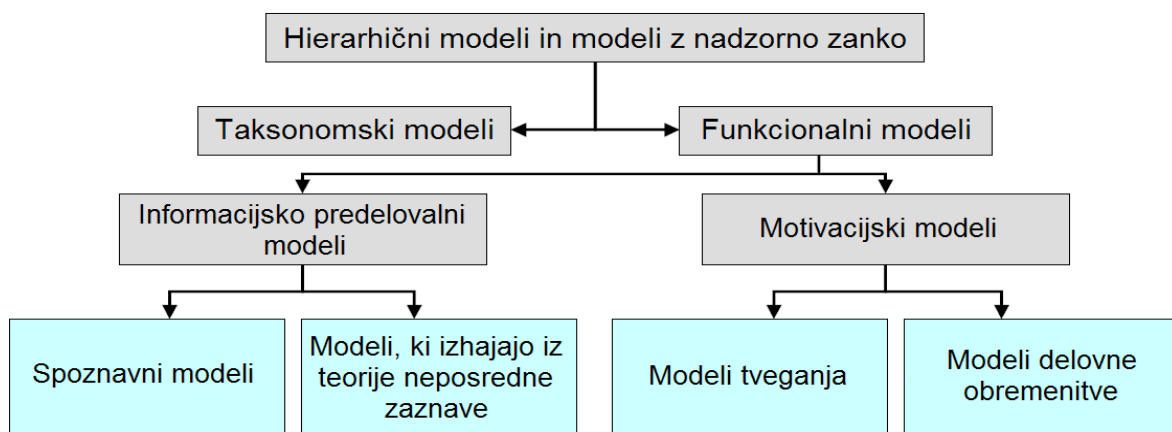 Hierarhični modeli in modeli z nadzorno zanko
Taksonomski modeli
Funkcionalni modeli
Informacijsko predelovalni
modeli
Motivacijski modeli
Spoznavni modeli
Modeli, ki izhajajo iz
teorije neposredne
zaznave
Modeli tveganja
Modeli delovne
obremenitve